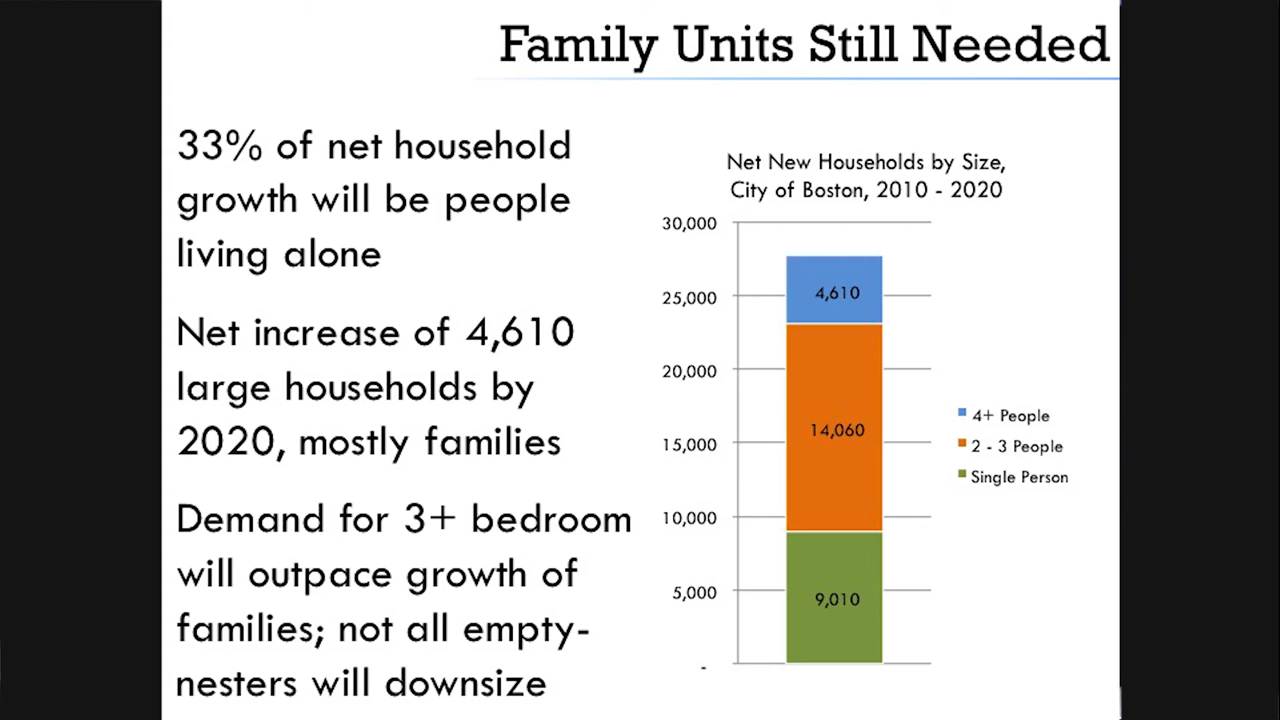 Family Units Still Needed
33% of net household
growth will be people
living alone
Net increase of 4,610
large households by
2020, mostly families
Demand for 3+ bedroom
will outpace growth of
families; not all empty-
nesters will downsize
Net New Households by Size,
City of Boston, 2010 - 2020
30,000
25,000
20,000
15,000
10,000
5,000
-
4,610
14,060
9,010
4+ People
2 - 3 People
Single Person